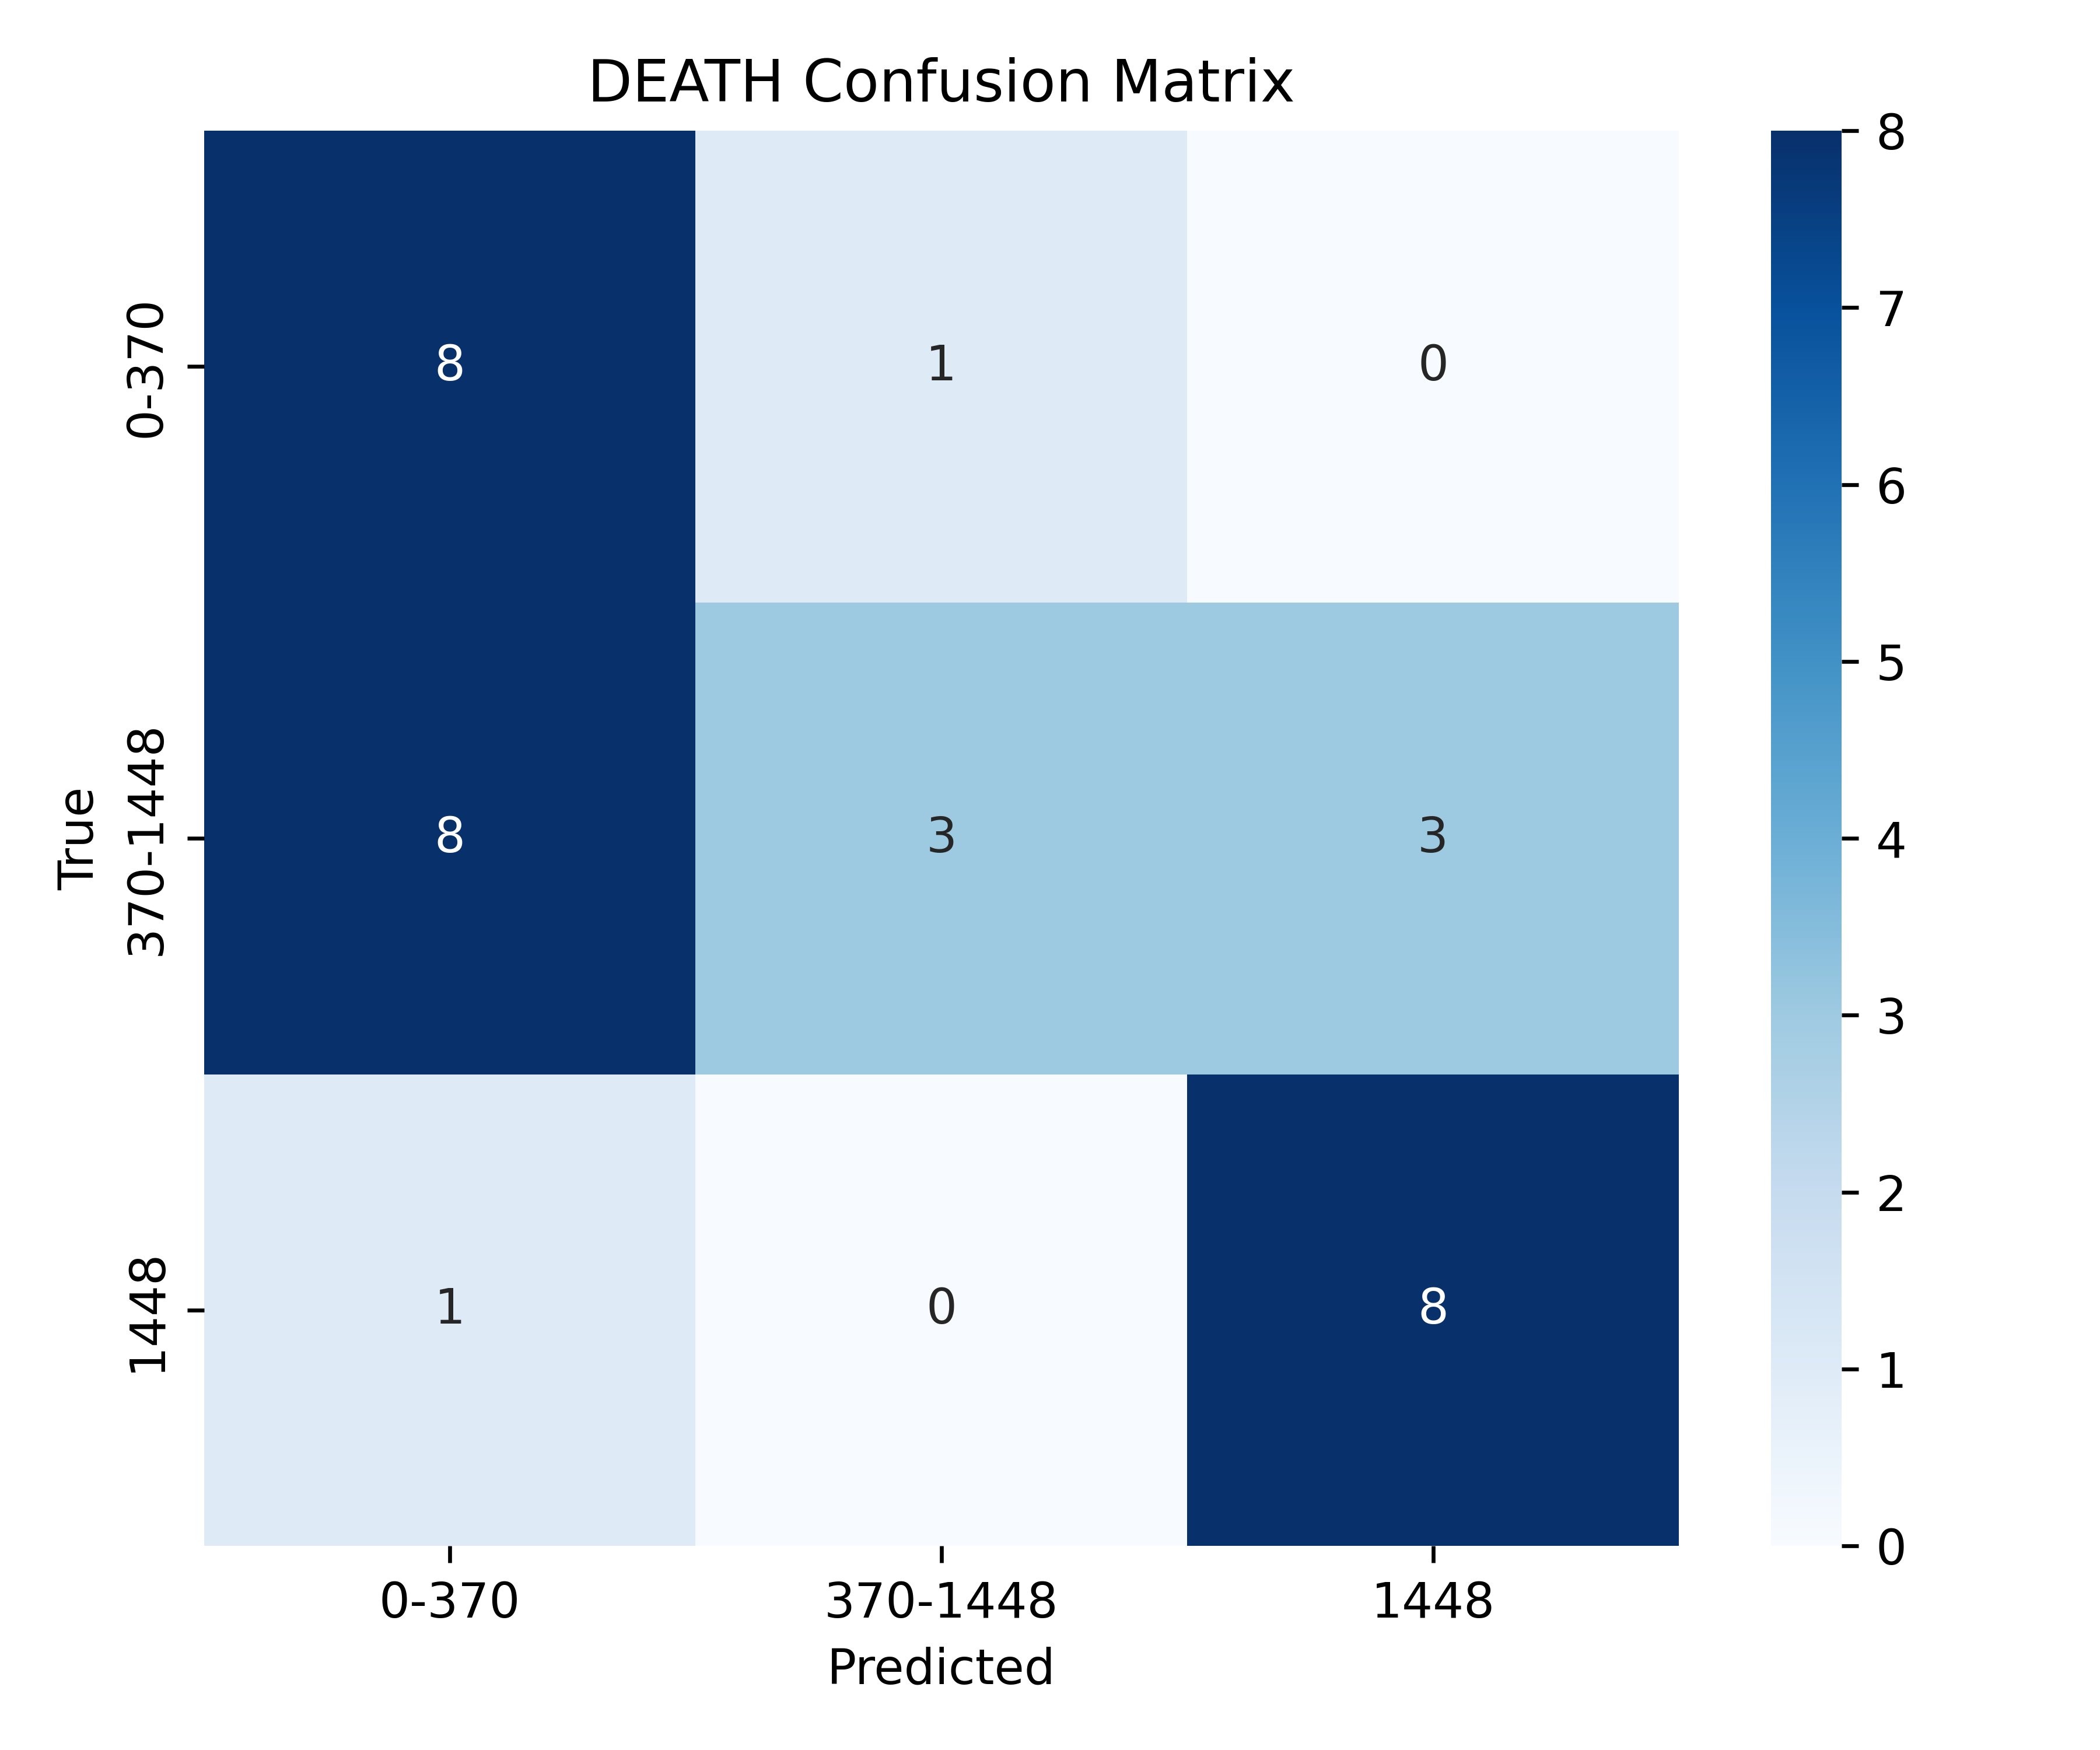 DEATH Confusion Matrix
True
0-370
8 1 0
370-1448
8 3 3
1448
1 0 8
0-370 370-1448 1448
Predicted
8
7
6
5
4
3
2
1
0